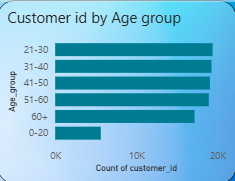 Customer id by Age group
21-30
31-40
41-50
51-60
60+
0-20
Age_group
0K 10K 20K
Count of customer_id